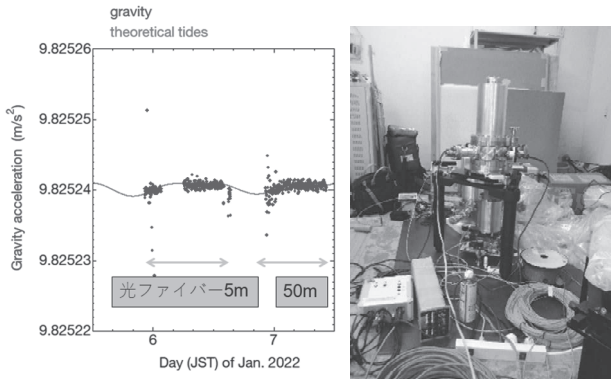 gravity
theoretical tides
Gravity acceleration (m/s²)
9.82526
9.82525
9.82524
9.82523
9.82522
光ファイバー5m
50m
6
7
Day (JST) of Jan. 2022